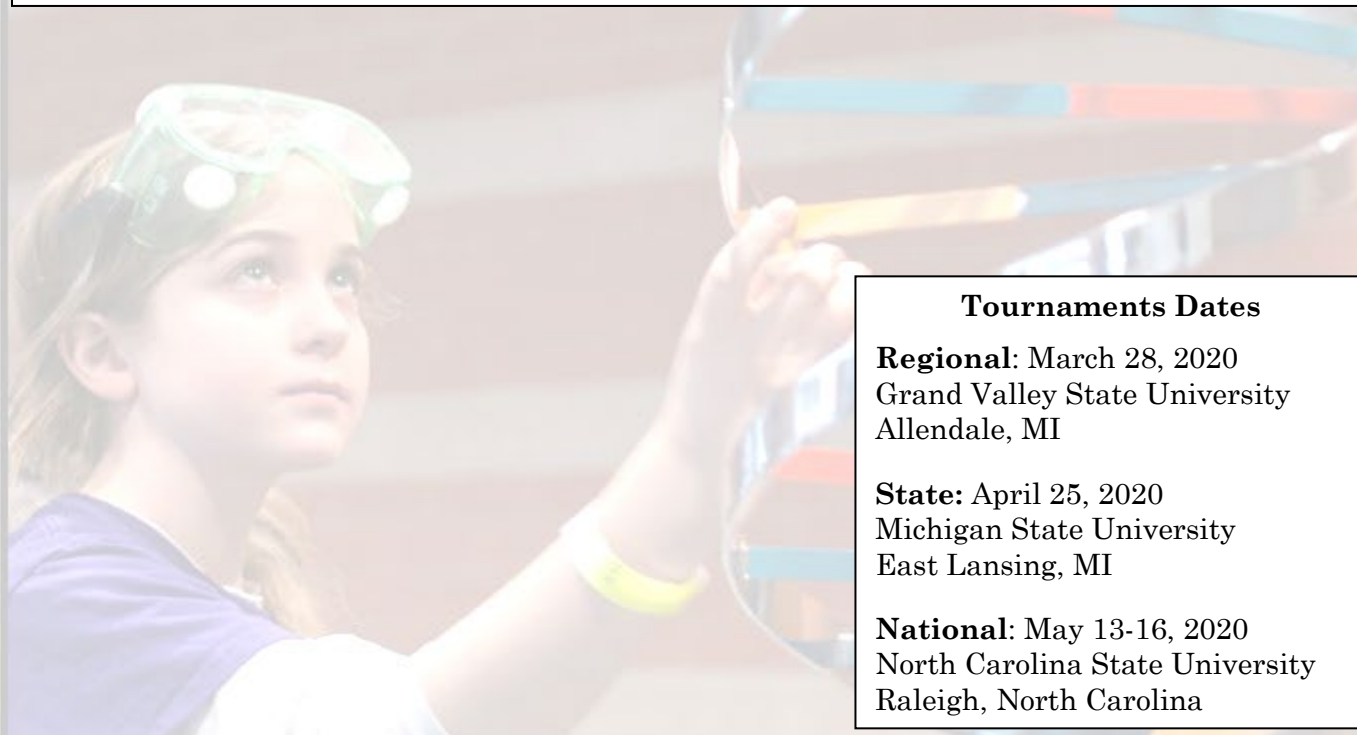 Tournaments Dates
Regional: March 28, 2020
Grand Valley State University
Allendale, MI
State: April 25, 2020
Michigan State University
East Lansing, MI
National: May 13-16, 2020
North Carolina State University
Raleigh, North Carolina